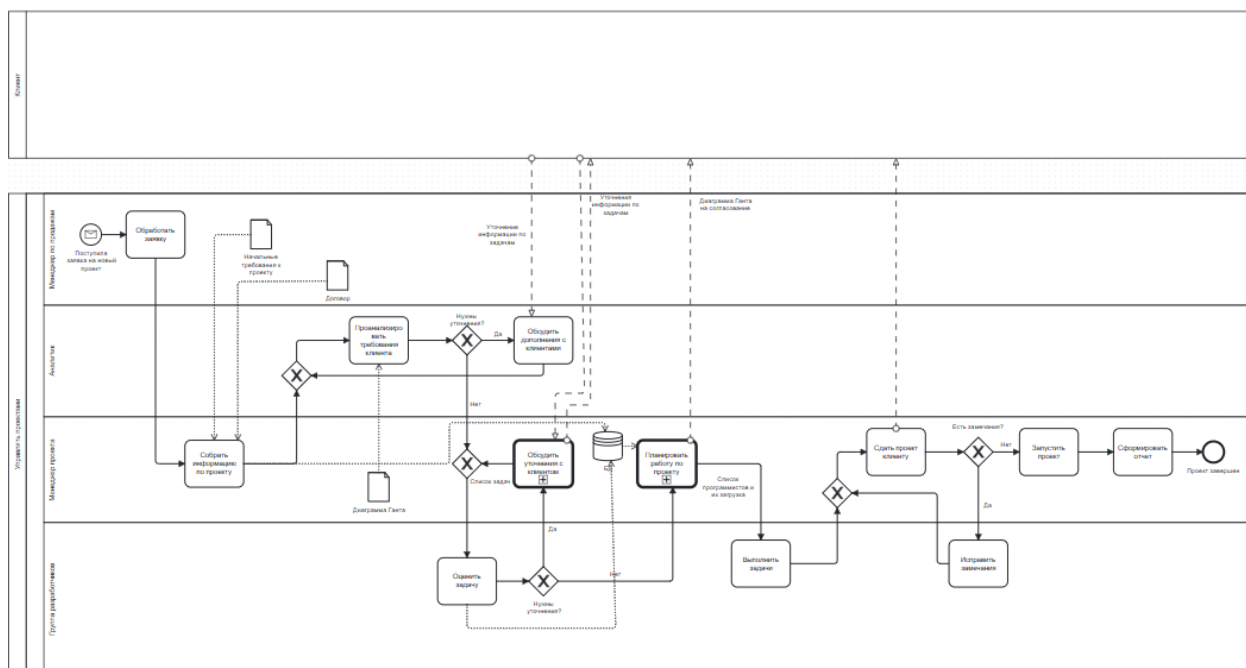 Клиент
Управлять проектами
Менеджер по продажам
Поступила
заявка на новый
проект
Обработать
заявку
Начальные
требования к
проекту
Договор
Уточнения
информации по
задачам
Уточнения
информации по
задачам
Диаграмма Ганта
на согласование
Аналитик
Проанализиро
вать
требования
клиента
Нужны
уточнения?
Да
Обсудить
дополнения с
клиентами
Нет
Менеджер проекта
Собрать
информацию
по проекту
Диаграмма Ганта
Список задач
Обсудить
уточнения с
клиентом
БД
Планировать
работу по
проекту
Список
программистов и
их загрузка
Сдать проект
клиенту
Есть замечания?
Нет
Запустить
проект
Сформировать
отчет
Проект завершен
Да
Группа разработчиков
Оценить
задачу
Да
Нужны
уточнения?
Нет
Выполнить
задачи
Исправить
замечания